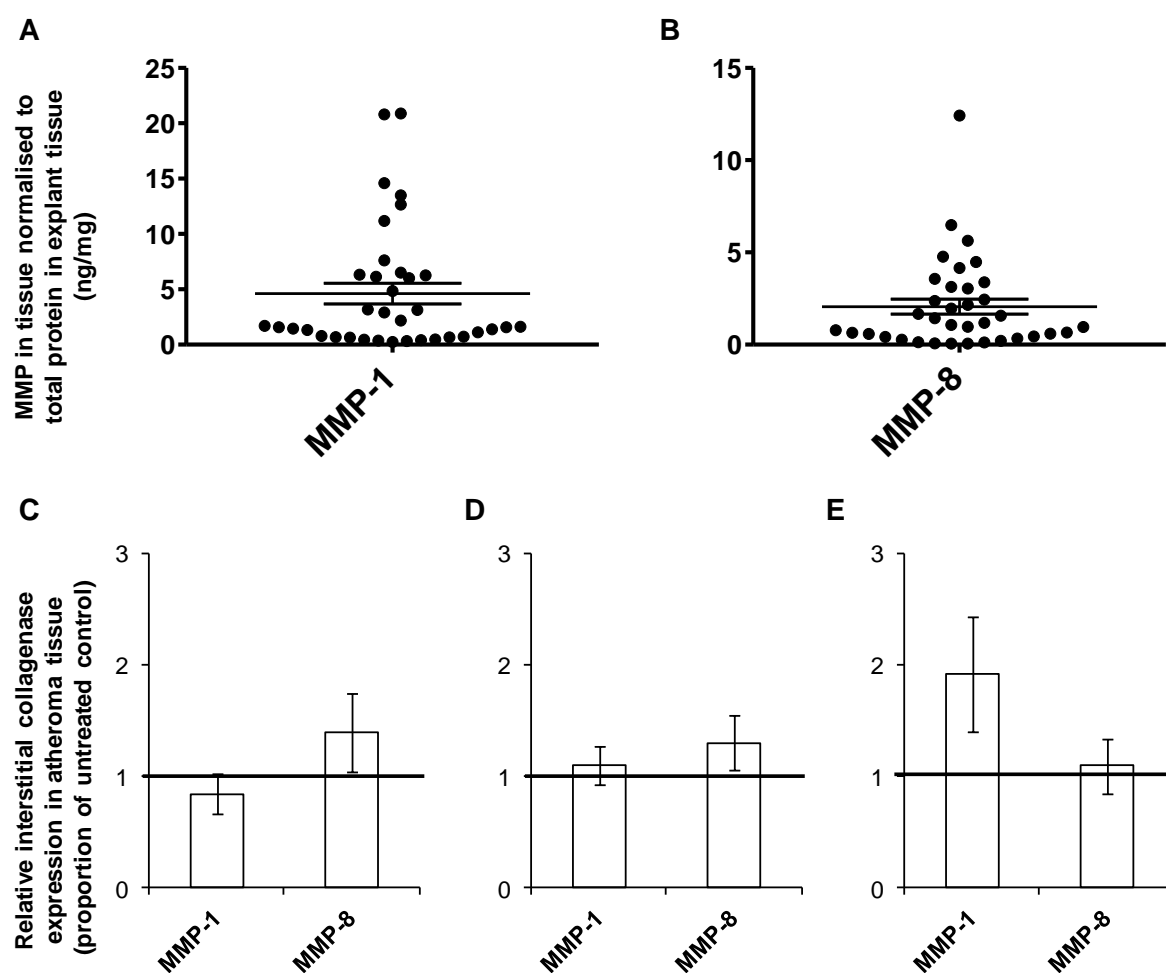 A
B
MMP in tissue normalised to
total protein in explant tissue
(ng/mg)
25
20
15
10
5
0
MMP-1
15
10
5
0
MMP-8
C
D
E
Relative interstitial collagenase
expression in atheroma tissue
(proportion of untreated control)
3
2
1
0
MMP-1
MMP-8
3
2
1
0
MMP-1
MMP-8
3
2
1
0
MMP-1
MMP-8